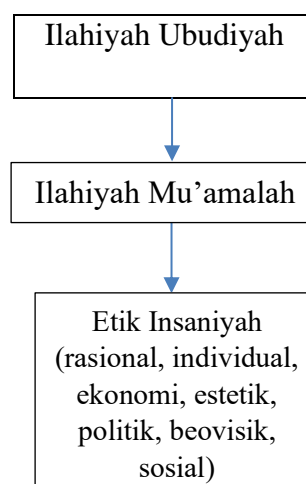 Ilahiyah Ubudiyah
Ilahiyah Mu’amalah
Etik Insaniyah
(rasional, individual,
ekonomi, estetik,
politik, beovisik,
sosial)